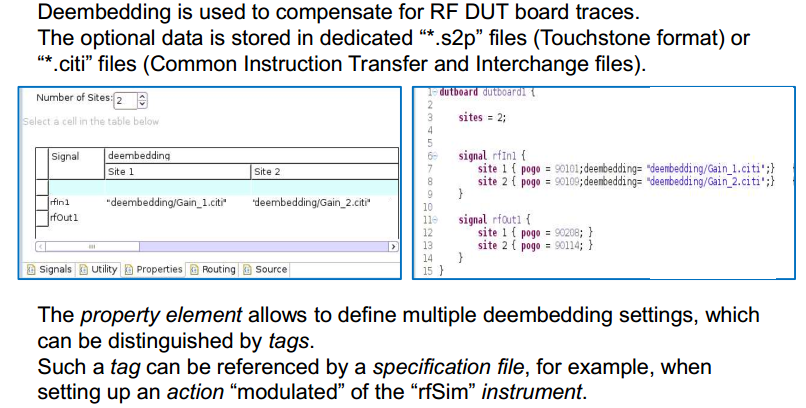 Deembedding is used to compensate for RF DUT board traces.
The optional data is stored in dedicated “*.s2p” files (Touchstone format) or
“*.citi” files (Common Instruction Transfer and Interchange files).
Number of Sites: 2
Select a cell in the table below
Signal deembedding
Site 1 Site 2
rfin1 "deembedding/Gain_1.citi" "deembedding/Gain_2.citi"
rfOut1
Signals Utility Properties Routing Source
1 dutboard dutboard1 {
2
3 sites = 2;
4
5
6 signal rfIn1 {
7 site 1 { pogo = 90101;deembedding= "deembedding/Gain_1.citi";}
8 site 2 { pogo = 90109;deembedding= "deembedding/Gain_2.citi";}
9 }
10
11 signal rfOut1 {
12 site 1 { pogo = 90208; }
13 site 2 { pogo = 90114; }
14 }
15 }
The property element allows to define multiple deembedding settings, which
can be distinguished by tags.
Such a tag can be referenced by a specification file, for example, when
setting up an action “modulated” of the “rfSim” instrument.